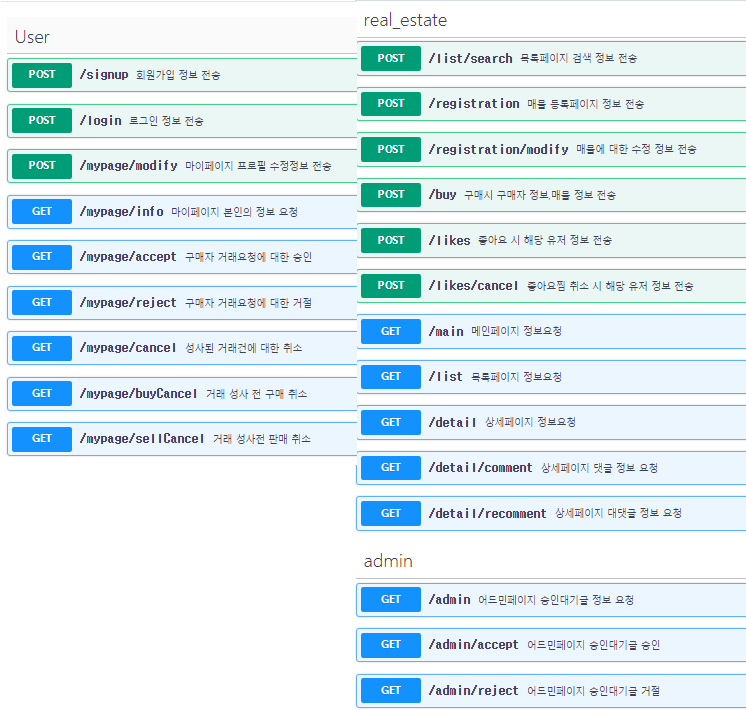 User
POST /signup 회원가입 정보 전송
POST /login 로그인 정보 전송
POST /mypage/modify 마이페이지 프로필 수정정보 전송
GET /mypage/info 마이페이지 본인의 정보 요청
GET /mypage/accept 구매자 거래요청에 대한 승인
GET /mypage/reject 구매자 거래요청에 대한 거절
GET /mypage/cancel 성사된 거래건에 대한 취소
GET /mypage/buyCancel 거래 성사 전 구매 취소
GET /mypage/sellCancel 거래 성사전 판매 취소
real_estate
POST /list/search 목록페이지 검색 정보 전송
POST /registration 매물 등록페이지 정보 전송
POST /registration/modify 매물에 대한 수정 정보 전송
POST /buy 구매시 구매자 정보,매물 정보 전송
POST /likes 좋아요 시 해당 유저 정보 전송
POST /likes/cancel 좋아요찜 취소 시 해당 유저 정보 전송
GET /main 메인페이지 정보요청
GET /list 목록페이지 정보요청
GET /detail 상세페이지 정보요청
GET /detail/comment 상세페이지 댓글 정보 요청
GET /detail/recomment 상세페이지 대댓글 정보 요청
admin
GET /admin 어드민페이지 승인대기글 정보 요청
GET /admin/accept 어드민페이지 승인대기글 승인
GET /admin/reject 어드민페이지 승인대기글 거절